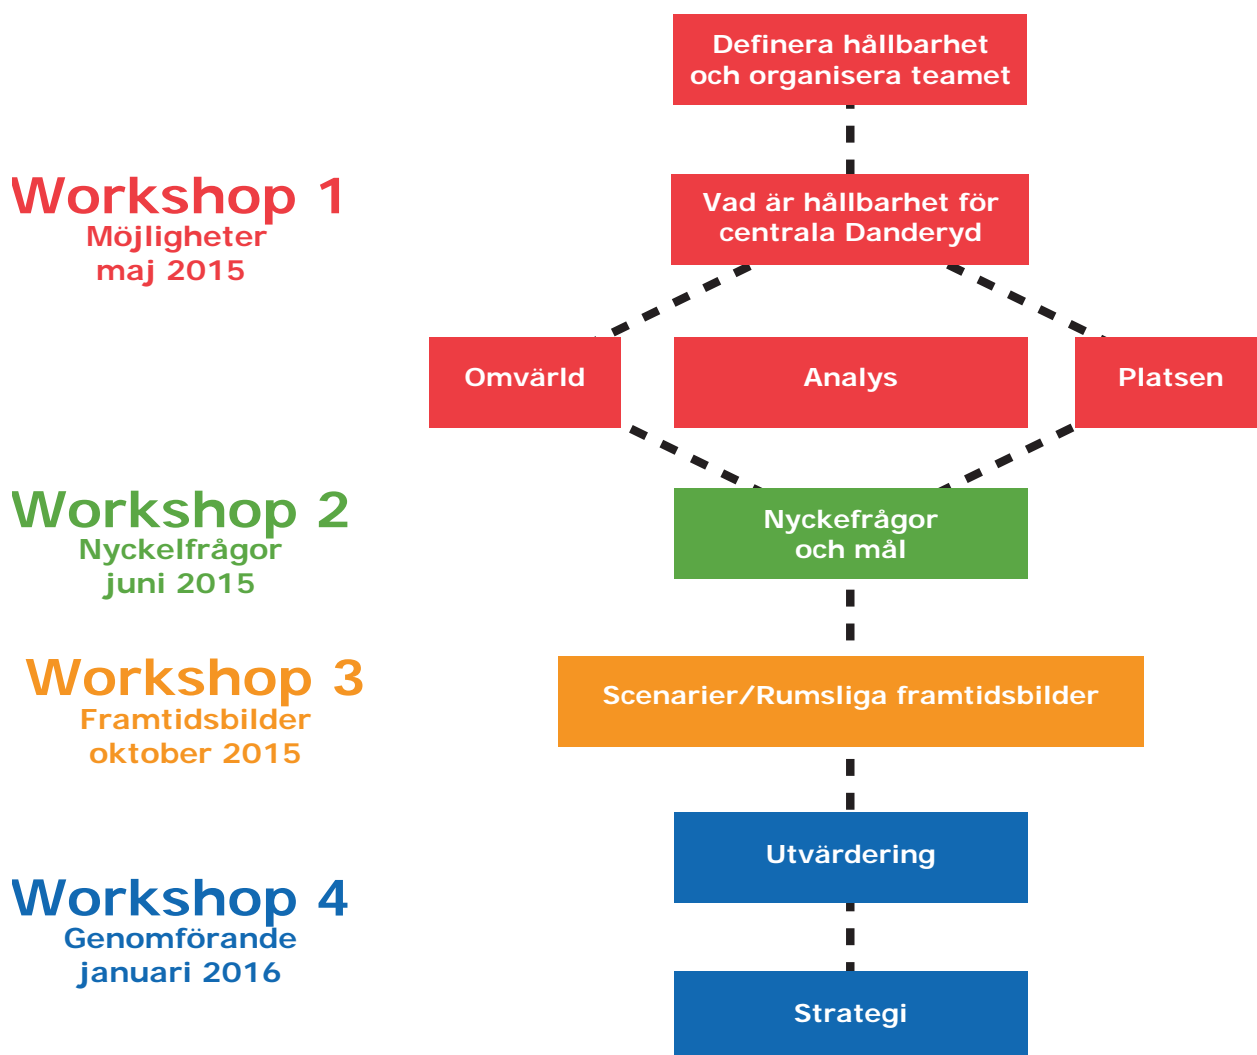 Definera hållbarhet
och organisera teamet
Workshop 1
Möjligheter
maj 2015
Vad är hållbarhet för
centrala Danderyd
Omvärld
Analys
Platsen
Workshop 2
Nyckelfrågor
juni 2015
Nyckefrågor
och mål
Workshop 3
Framtidsbilder
oktober 2015
Scenarier/Rumsliga framtidsbilder
Utvärdering
Workshop 4
Genomförande
januari 2016
Strategi